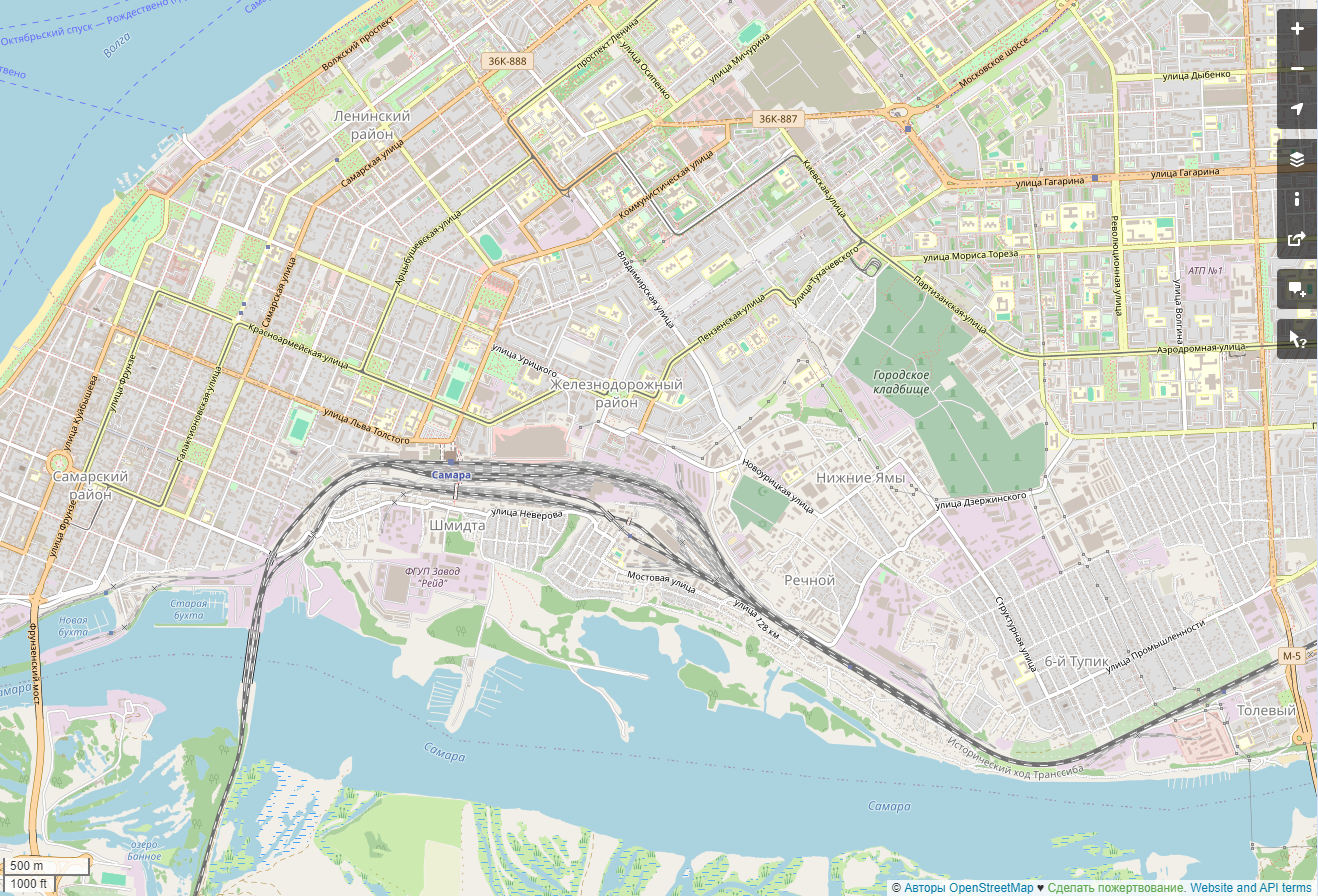 Октябрьский спуск
Рождествено (
Сам
твено
Волга
Волжский проспект
36К-888
проспект Ленина
улица Осипенко
улица Мичурина
Московское шоссе
улица Дыбенко
Ленинский
район
Самарская улица
36К-887
Коммунистическая улица
Киевская улица
улица Гагарина
улица Гагарина
Арцыбушевская улица
Самарская улица
Владимирская улица
улица Тухачевского
улица Мориса Тореза
Революционная улица
АТП №1
улица Волгина
Партизанская улица
Аэродромная улица
Пензенская улица
Красноармейская улица
улица Урицкого
Железнодорожный
район
Городское
кладбище
улица Фрунзе
улица Куйбышева
Галактионовская улица
улица Льва Толстого
Самарский
район
улица Фрунзе
Самара
Новоурицкая улица
Нижние Ямы
улица Дзержинского
Шмидта
улица Неверова
ФГУП Завод
"Рейд"
Мостовая улица
улица 128 км
Речной
Структурная улица
6-й Тупик
улица Промышленности
М-5
Толевый
Старая
бухта
Новая
бухта
Фрунзенский мост
амара
Самара
Исторический ход Транссиба
Самара
озеро
Банное
500 m
1000 ft
© Авторы OpenStreetMap ♥ Сделать пожертвование. Website and API terms